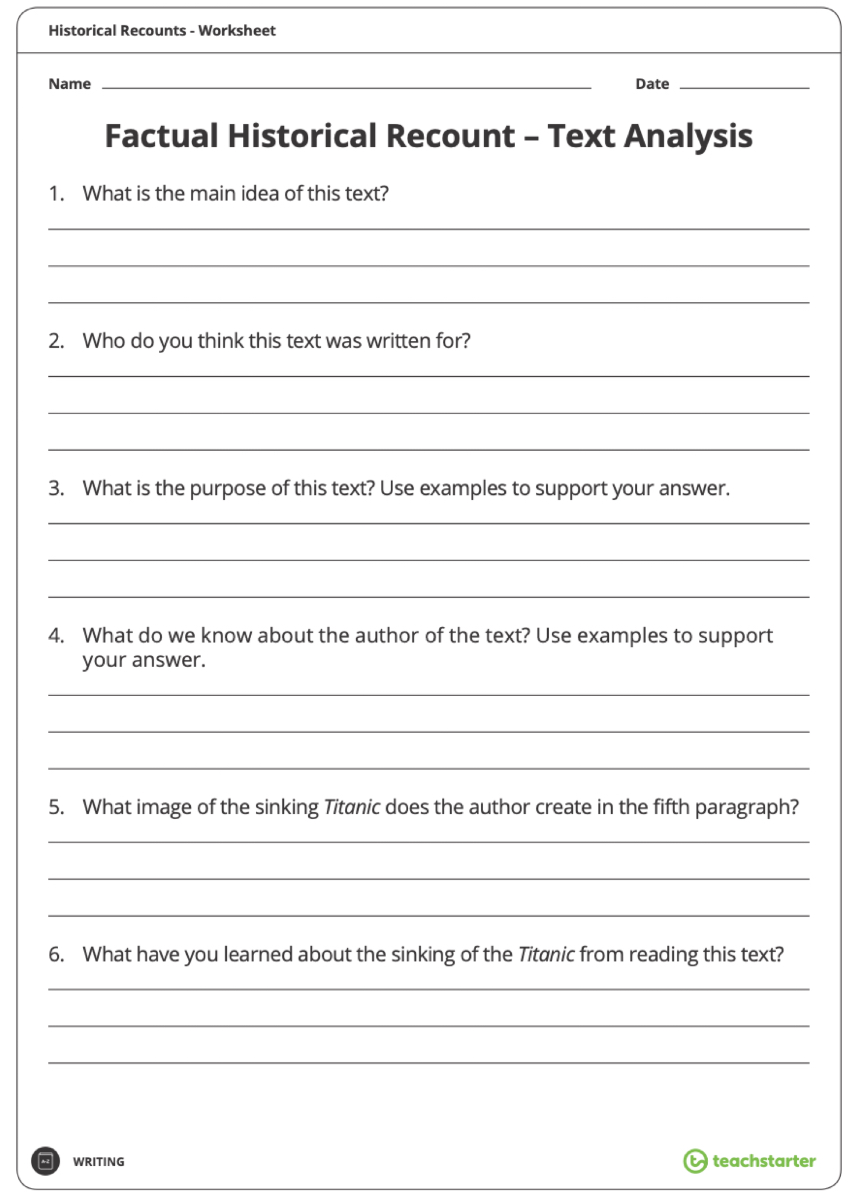 Historical Recounts - Worksheet
Name Date
Factual Historical Recount – Text Analysis
1. What is the main idea of this text?
2. Who do you think this text was written for?
3. What is the purpose of this text? Use examples to support your answer.
4. What do we know about the author of the text? Use examples to support
your answer.
5. What image of the sinking Titanic does the author create in the fifth paragraph?
6. What have you learned about the sinking of the Titanic from reading this text?
A-Z WRITING teachstarter